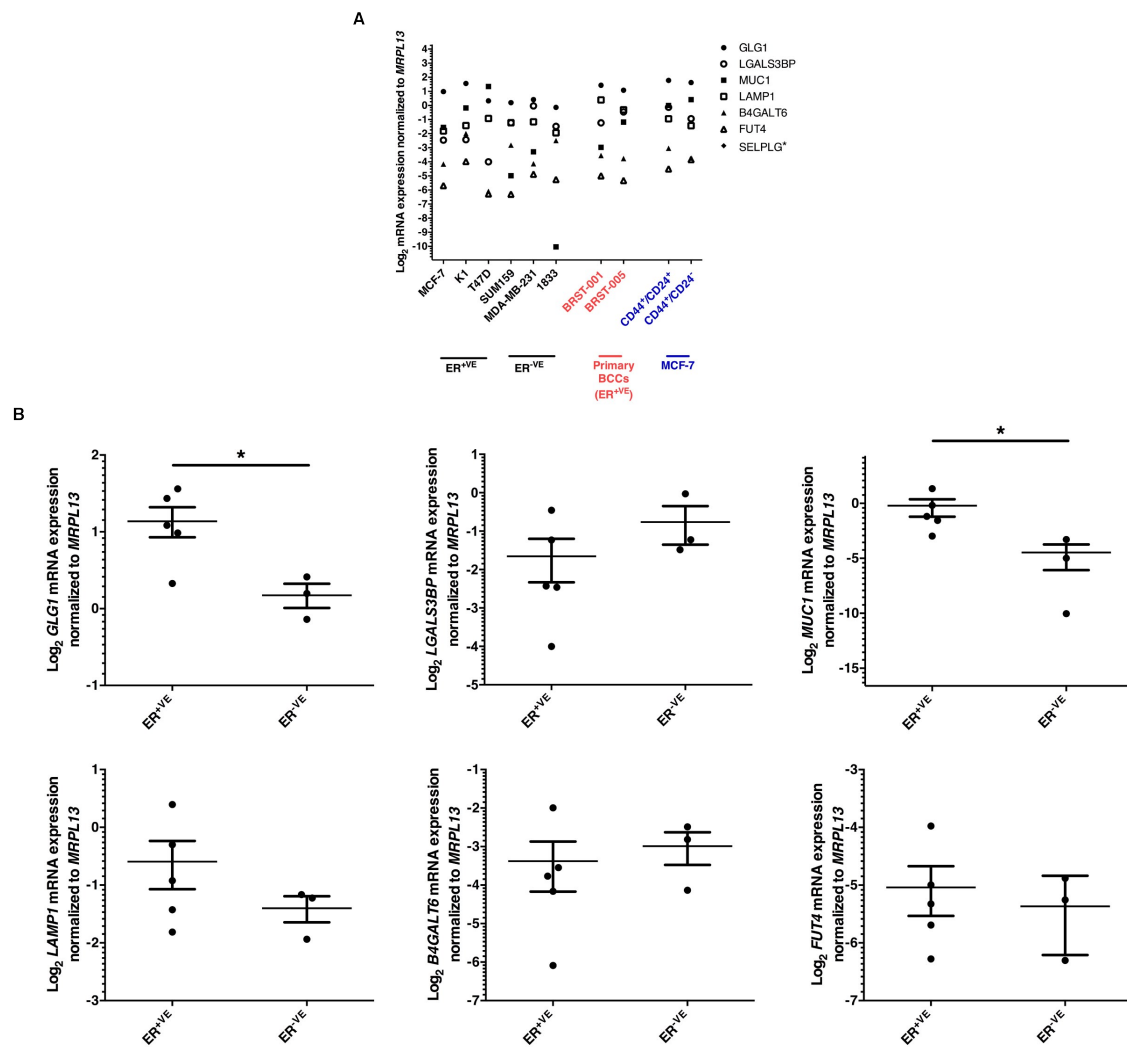 A
Log2 mRNA expression normalized to MRPL13
4
3
2
1
0
-1
-2
-3
-4
-5
-6
-7
-8
-9
-10
MCF-7
K1
T47D
SUM159
MDA-MB-231
1833
BRST-001
BRST-005
CD44+/CD24+
CD44+/CD24-
ER+VE
ER-VE
Primary
BCCs
(ER+VE)
MCF-7
GLG1
LGALS3BP
MUC1
LAMP1
B4GALT6
FUT4
SELPLG*
B
Log2 GLG1 mRNA expression
normalized to MRPL13
2
1
0
-1
*
ER+VE
ER-VE
Log2 LGALS3BP mRNA expression
normalized to MRPL13
1
0
-1
-2
-3
-4
-5
ER+VE
ER-VE
Log2 MUC1 mRNA expression
normalized to MRPL13
0
-5
-10
-15
*
ER+VE
ER-VE
Log2 LAMP1 mRNA expression
normalized to MRPL13
1
0
-1
-2
-3
ER+VE
ER-VE
Log2 B4GALT6 mRNA expression
normalized to MRPL13
-1
-2
-3
-4
-5
-6
-7
ER+VE
ER-VE
Log2 FUT4 mRNA expression
normalized to MRPL13
-3
-4
-5
-6
-7
ER+VE
ER-VE